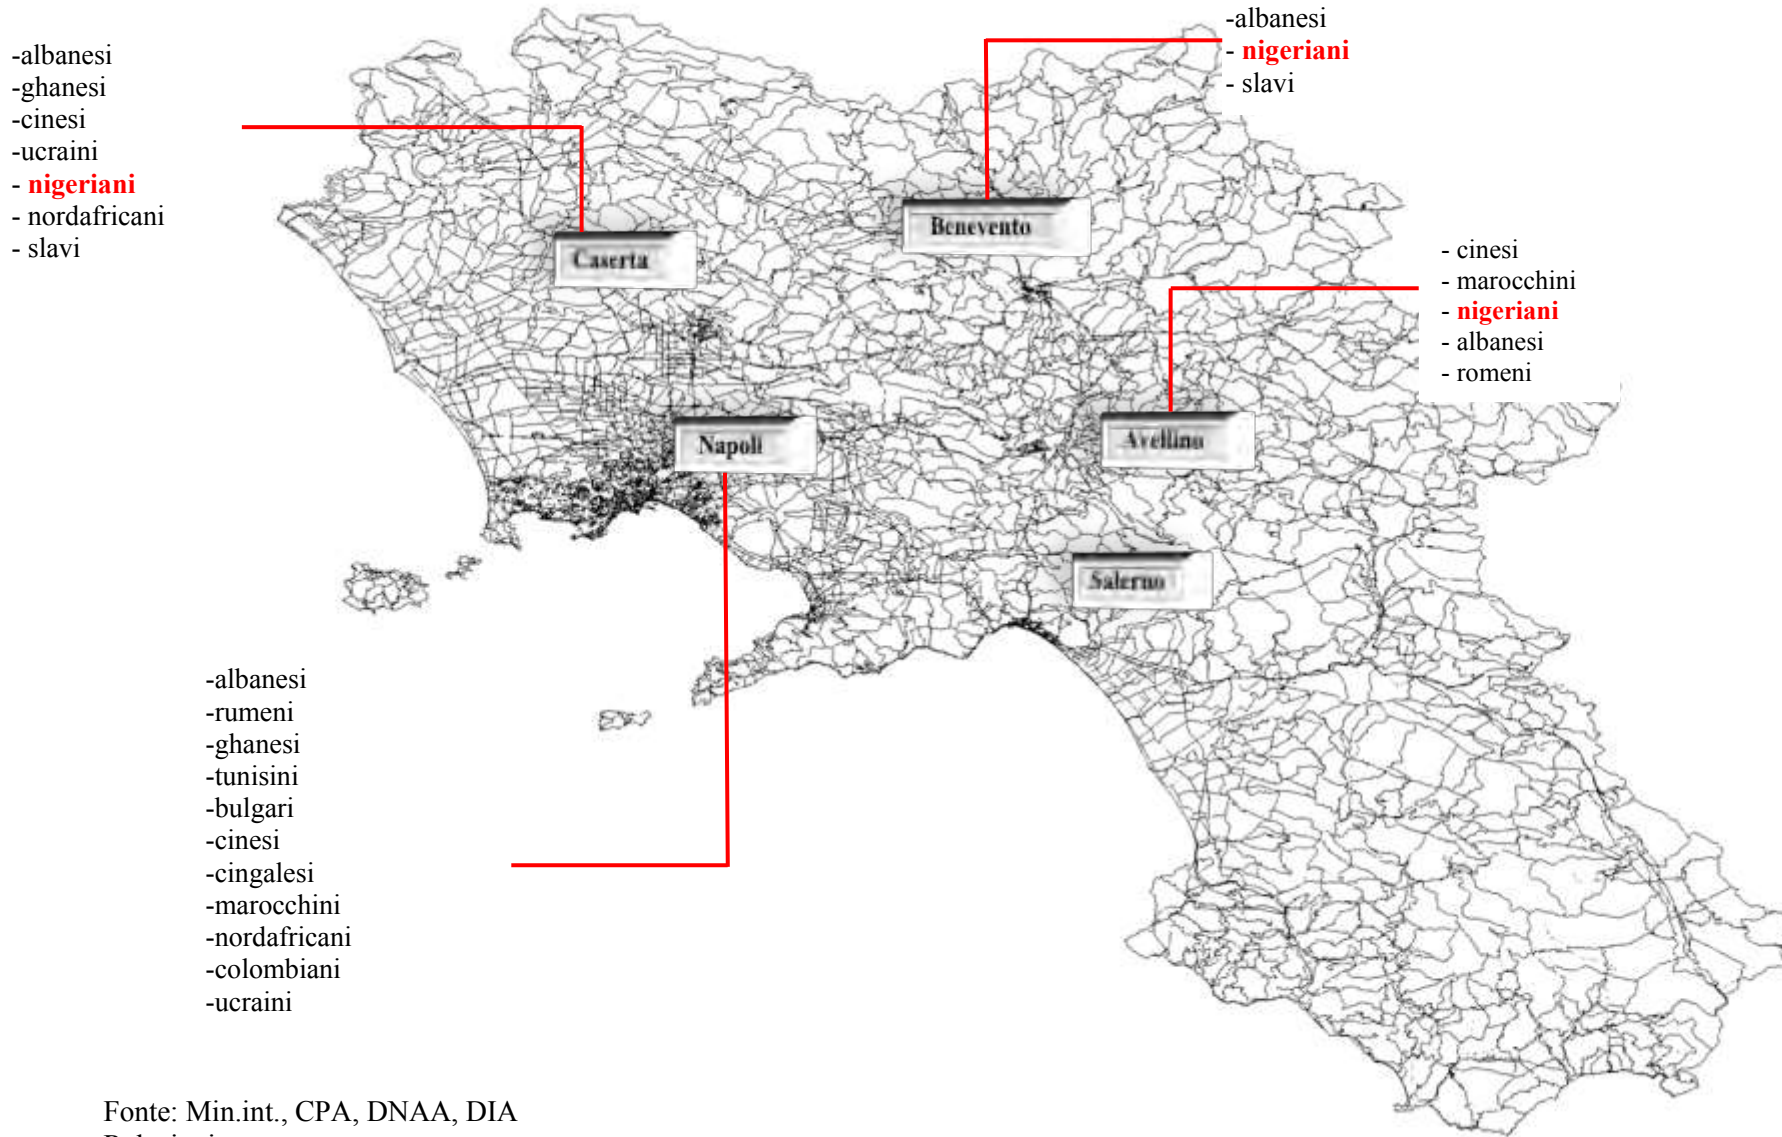 -albanesi
-ghanesi
-cinesi
-ucraini
- nigeriani
- nordafricani
- slavi
-albanesi
- nigeriani
- slavi
Benevento
Caserta
- cinesi
- marocchini
- nigeriani
- albanesi
- romeni
Napoli
Avellino
Salerno
-albanesi
-rumeni
-ghanesi
-tunisini
-bulgari
-cinesi
-cingalesi
-marocchini
-nordafricani
-colombiani
-ucraini
Fonte: Min.int., CPA, DNAA, DIA